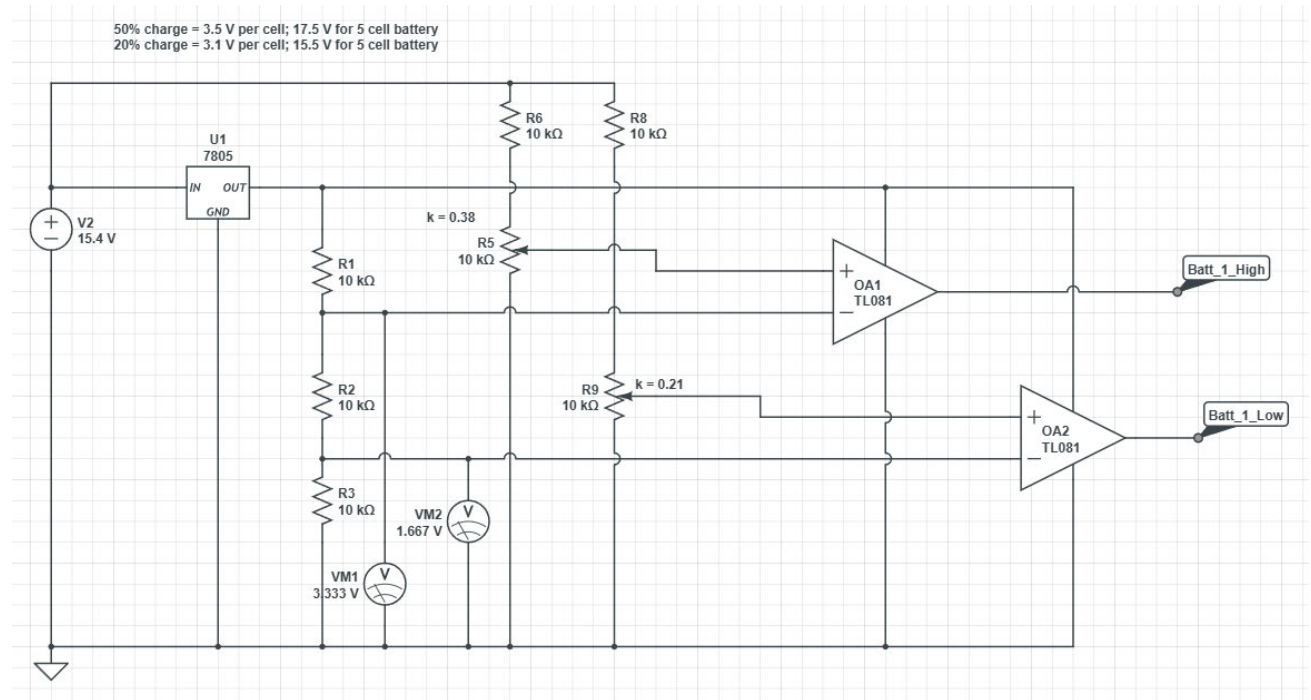 50% charge = 3.5 V per cell; 17.5 V for 5 cell battery
20% charge = 3.1 V per cell; 15.5 V for 5 cell battery
R6
10 kΩ
R8
10 kΩ
U1
7805
IN OUT
GND
V2
15.4 V
k = 0.38
R5
10 kΩ
R1
10 kΩ
OA1
TL081
Batt_1_High
R2
10 kΩ
R9
10 kΩ
k = 0.21
OA2
TL081
Batt_1_Low
R3
10 kΩ
VM2
1.667 V
V
VM1
3.333 V
V